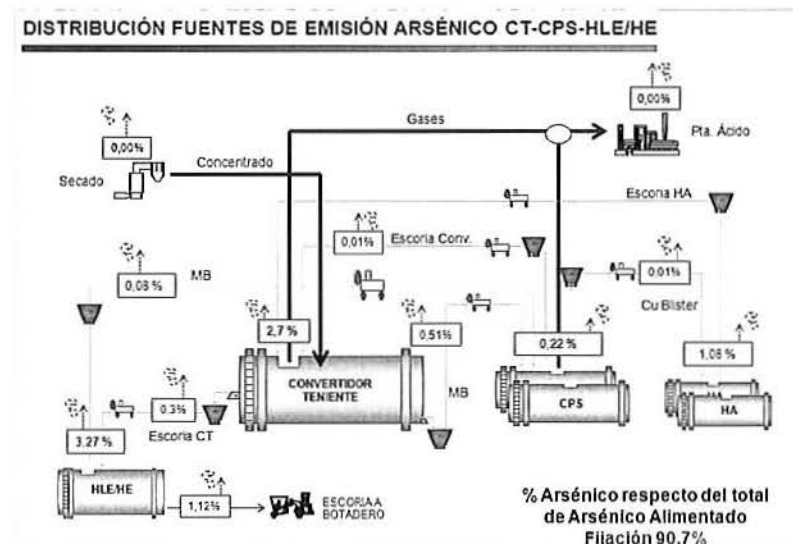 DISTRIBUCIÓN FUENTES DE EMISIÓN ARSÉNICO CT-CPS-HLE/HE
0,00%
Gases
0,00%
Pta. Ácido
Secado
Concentrado
Escoria HA
0,01%
Escoria Conv.
0,01%
0,08 %
MB
Cu Blister
2,7 %
0,51%
0,22 %
1,08 %
CONVERTIDOR
TENIENTE
MB
CPS
HA
0,3%
Escoria CT
3,27 %
HLE/HE
1,12%
ESCORIA A
BOTADERO
% Arsénico respecto del total
de Arsénico Alimentado
Fijación 90,7%